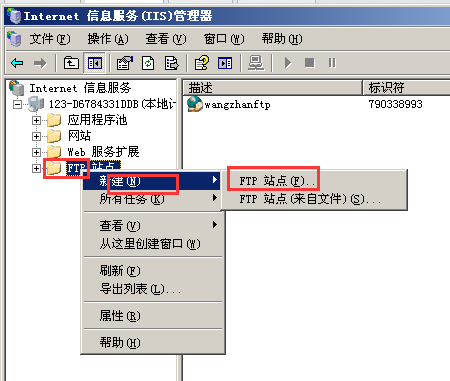 Internet 信息服务(IIS)管理器
文件(F) 操作(A) 查看(V) 窗口(W) 帮助(H)
Internet 信息服务
描述 标识符
123-D6784331DDB(本地计
wangzhanftp 790338993
应用程序池
网站
Web 服务扩展
FTP 站点
新建(N)
FTP 站点(F)...
所有任务(K)
FTP 站点(来自文件)(S)...
查看(V)
从这里创建窗口(W)
刷新(F)
导出列表(L)...
属性(R)
帮助(H)